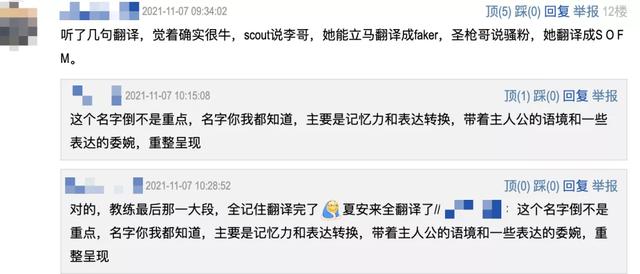 2021-11-07 09:34:02 顶(5) 踩(0) 回复 举报 12楼
听了几句翻译，觉着确实很牛，scout说李哥，她能立马翻译成faker，圣枪哥说骚粉，她翻译成S O F
M。
2021-11-07 10:15:08 顶(1) 踩(0) 回复 举报
这个名字倒不是重点，名字你我都知道，主要是记忆力和表达转换，带着主人公的语境和一些
表达的委婉，重整呈现
2021-11-07 10:28:52 顶(0) 踩(0) 回复 举报
对的，教练最后那一大段，全记住翻译完了夏安来全翻译了// ：这个名字倒不是
重点，名字你我都知道，主要是记忆力和表达转换，带着主人公的语境和一些表达的委婉，重
整呈现